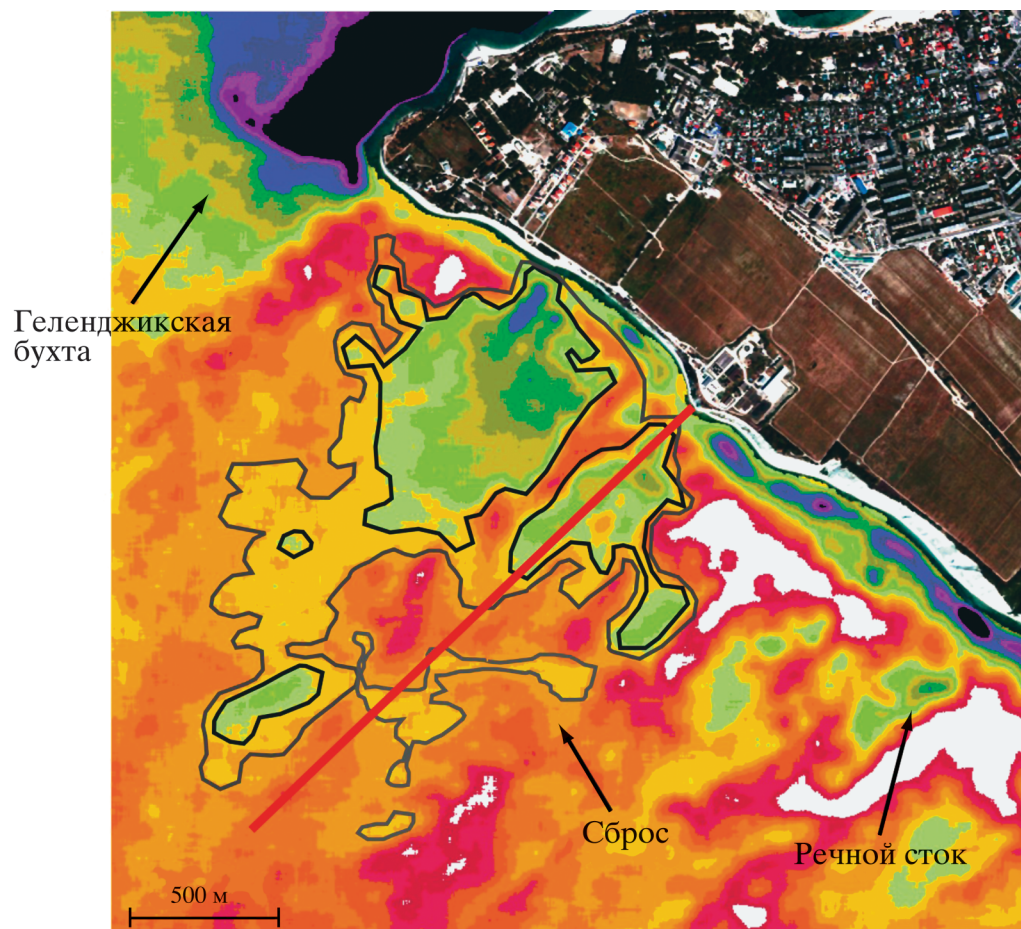 Геленджикская
бухта
Сброс
Речной сток
500 м